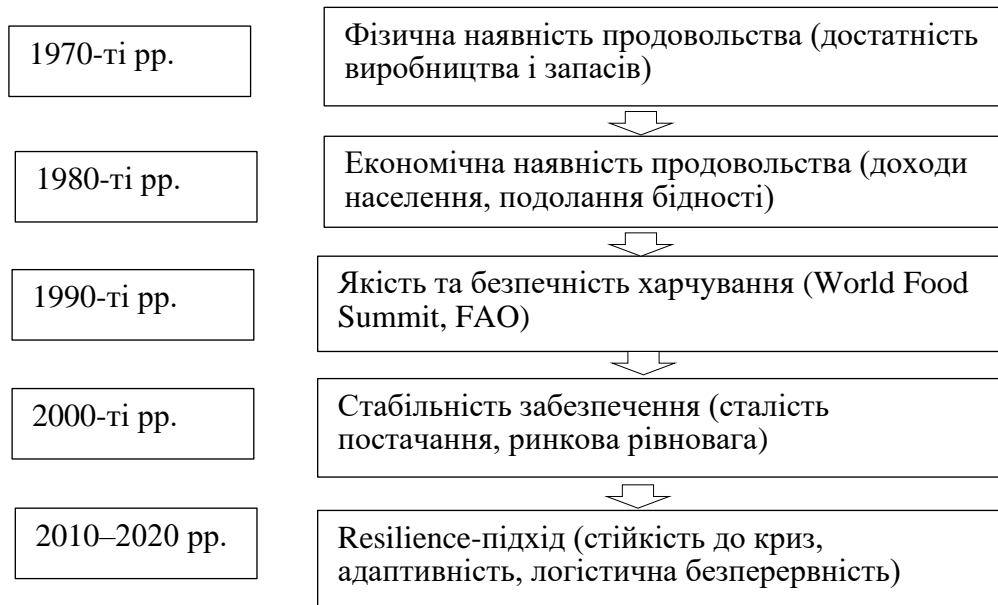 1970-ті рр.
Фізична наявність продовольства (достатність
виробництва і запасів)
1980-ті рр.
Економічна наявність продовольства (доходи
населення, подолання бідності)
1990-ті рр.
Якість та безпечність харчування (World Food
Summit, FAO)
2000-ті рр.
Стабільність забезпечення (сталість
постачання, ринкова рівновага)
2010–2020 рр.
Resilience-підхід (стійкість до криз,
адаптивність, логістична безперервність)